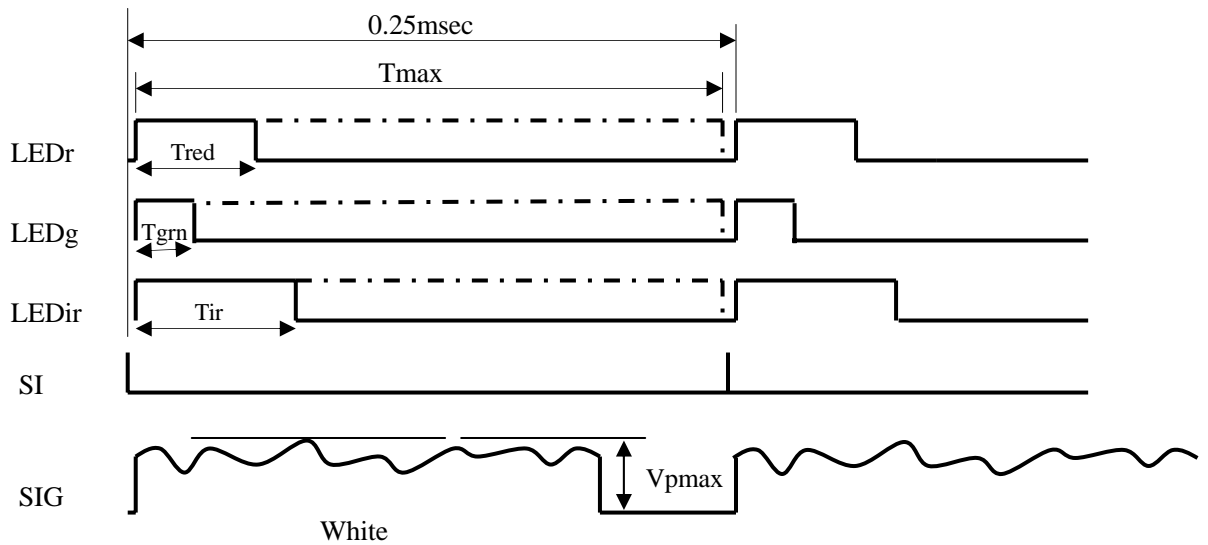 0.25msec
Tmax
LEDr
Tred
LEDg
Tgrn
LEDir
Tir
SI
SIG
Vpmax
White